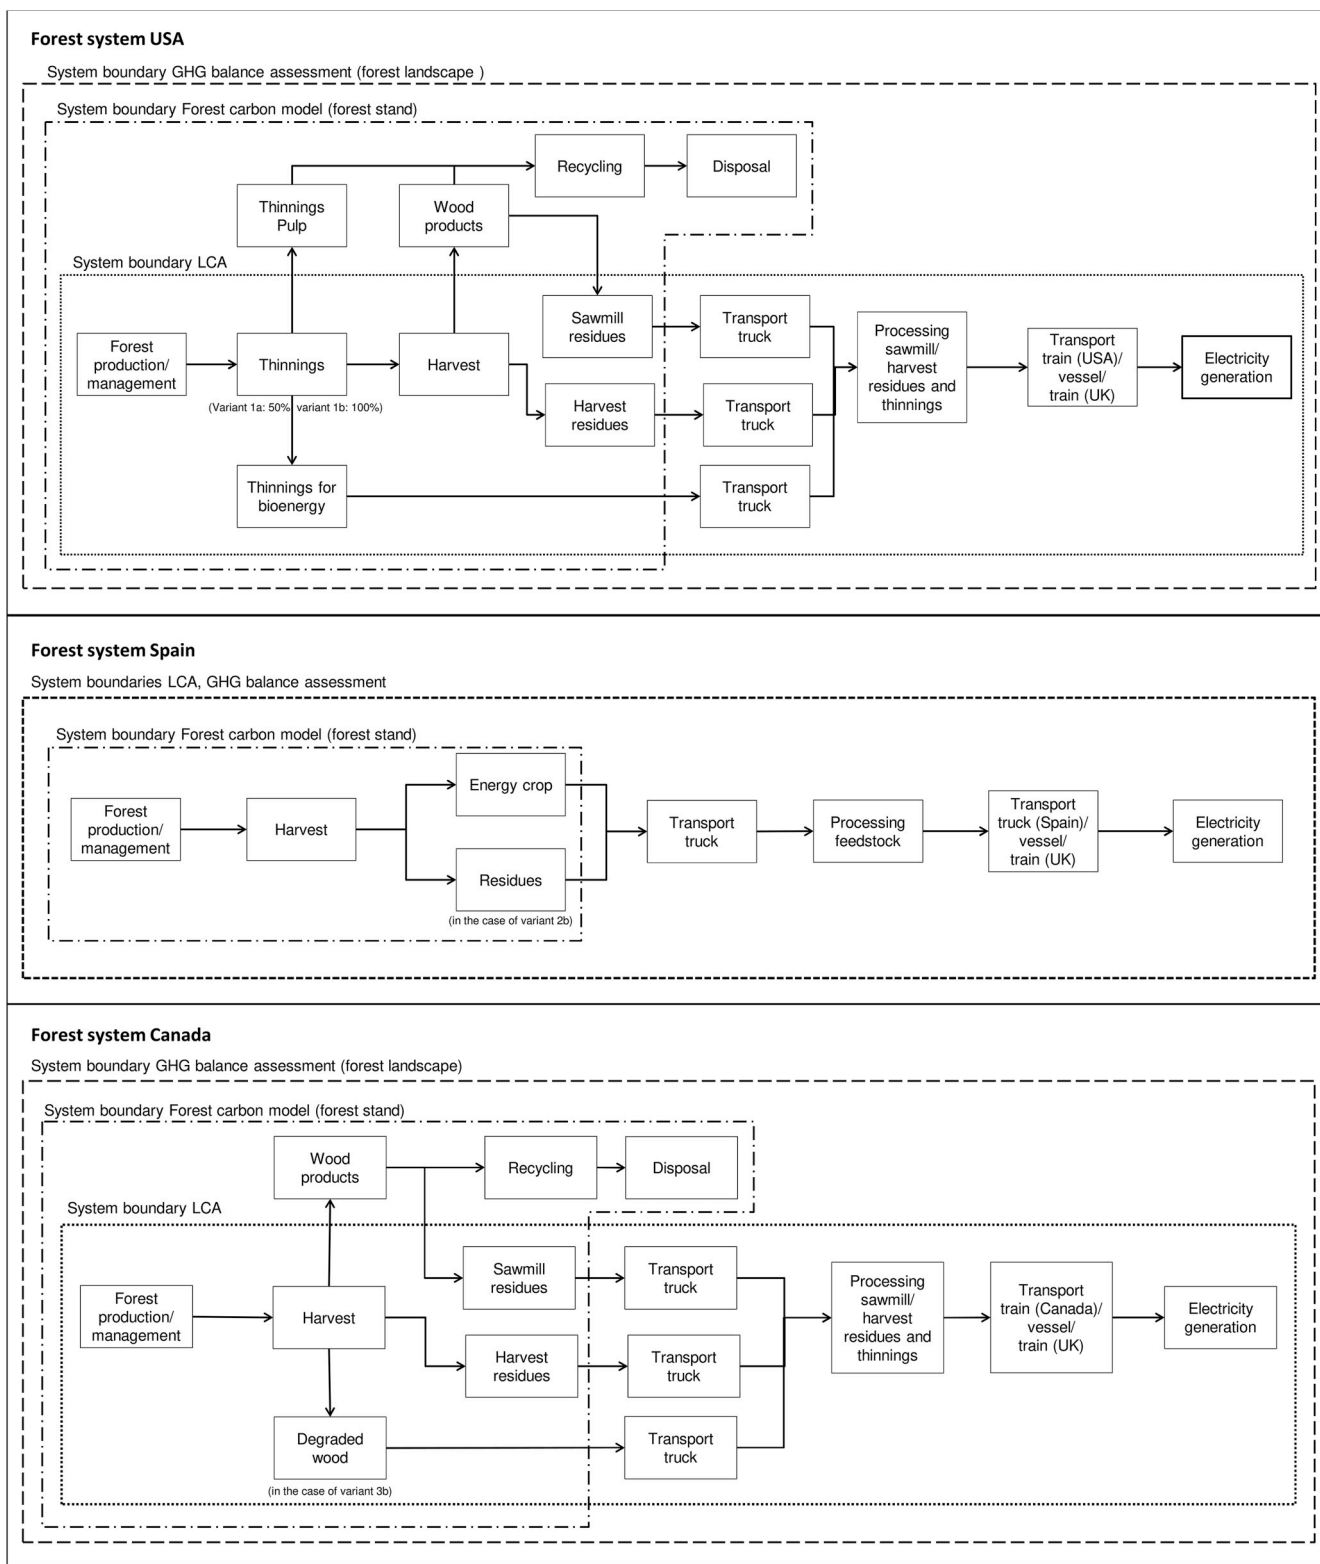 Forest system USA
System boundary GHG balance assessment (forest landscape )
System boundary Forest carbon model (forest stand)
Recycling
Disposal
Thinnings
Pulp
Wood
products
System boundary LCA
Sawmill
residues
Transport
truck
Processing
sawmill/
harvest
residues and
thinnings
Forest
production/
management
Thinnings
(Variant 1a: 50% variant 1b: 100%)
Harvest
Transport
train (USA)/
vessel/
train (UK)
Electricity
generation
Harvest
residues
Transport
truck
Thinnings for
bioenergy
Transport
truck
Forest system Spain
System boundaries LCA, GHG balance assessment
System boundary Forest carbon model (forest stand)
Energy crop
Forest
production/
management
Harvest
Residues
(in the case of variant 2b)
Transport
truck
Processing
feedstock
Transport
truck (Spain)/
vessel/
train (UK)
Electricity
generation
Forest system Canada
System boundary GHG balance assessment (forest landscape)
System boundary Forest carbon model (forest stand)
Wood
products
Recycling
Disposal
System boundary LCA
Sawmill
residues
Transport
truck
Forest
production/
management
Harvest
Processing
sawmill/
harvest
residues and
thinnings
Transport
train (Canada)/
vessel/
train (UK)
Electricity
generation
Harvest
residues
Transport
truck
Degraded
wood
(in the case of variant 3b)
Transport
truck